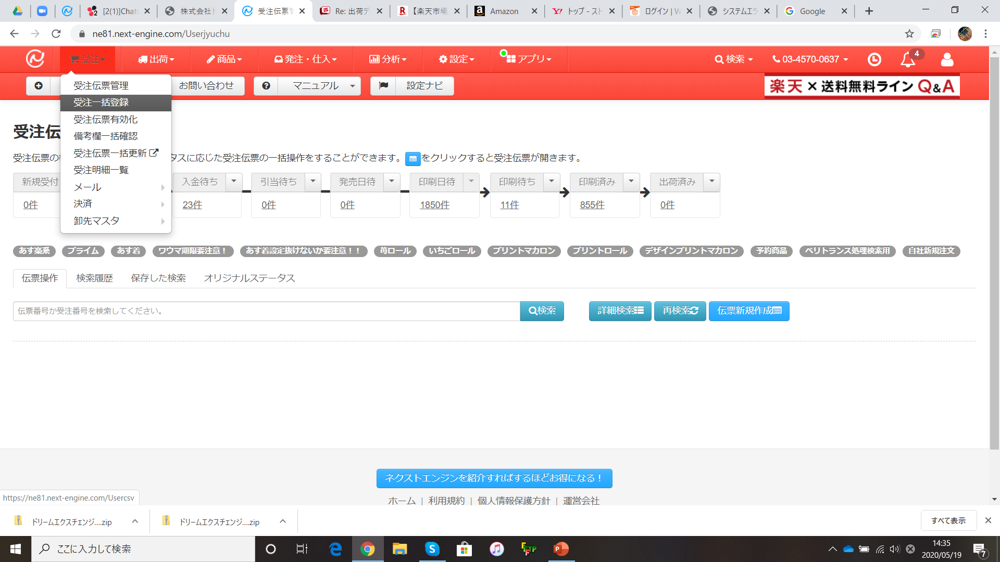 [2(1)]Chatw
株式会社ド
受注伝票管
Re: 出荷デ
【楽天市場
Amazon
トップ - スト
ログイン | W
システムエラ
Google
ne81.next-engine.com/Userjyuchu
受注 出荷 商品 発注・仕入 分析 設定 アプリ 検索 03-4570-0637 4
お問い合わせ マニュアル 設定ナビ
楽天×送料無料ラインQ&A
受注伝票管理
受注一括登録
受注伝票有効化
備考欄一括確認
受注伝票一括更新
受注明細一覧
メール
決済
卸先マスタ
受注伝
受注伝票の
タスに応じた受注伝票の一括操作をすることができます。 をクリックすると受注伝票が開きます。
新規受付 入金待ち 引当待ち 発売日待 印刷日待 印刷待ち 印刷済み 出荷済み
0件 23件 0件 0件 1850件 11件 855件 0件
あす楽系 プライム あす着 ワウマ期限要注意！ あす着設定抜けないか要注意！！ 苺ロール いちごロール プリントマカロン プリントロール デザインプリントマカロン 予約商品 ベリトランス処理検索用 自社新規注文
伝票操作 検索履歴 保存した検索 オリジナルステータス
伝票番号か受注番号を検索してください。 検索 詳細検索 再検索 伝票新規作成
ネクストエンジンを紹介すればするほどお得になる！
ホーム | 利用規約 | 個人情報保護方針 | 運営会社
https://ne81.next-engine.com/Usercsv
ドリームエクスチェンジ....zip ドリームエクスチェンジ....zip すべて表示
ここに入力して検索
14:35
2020/05/19
7